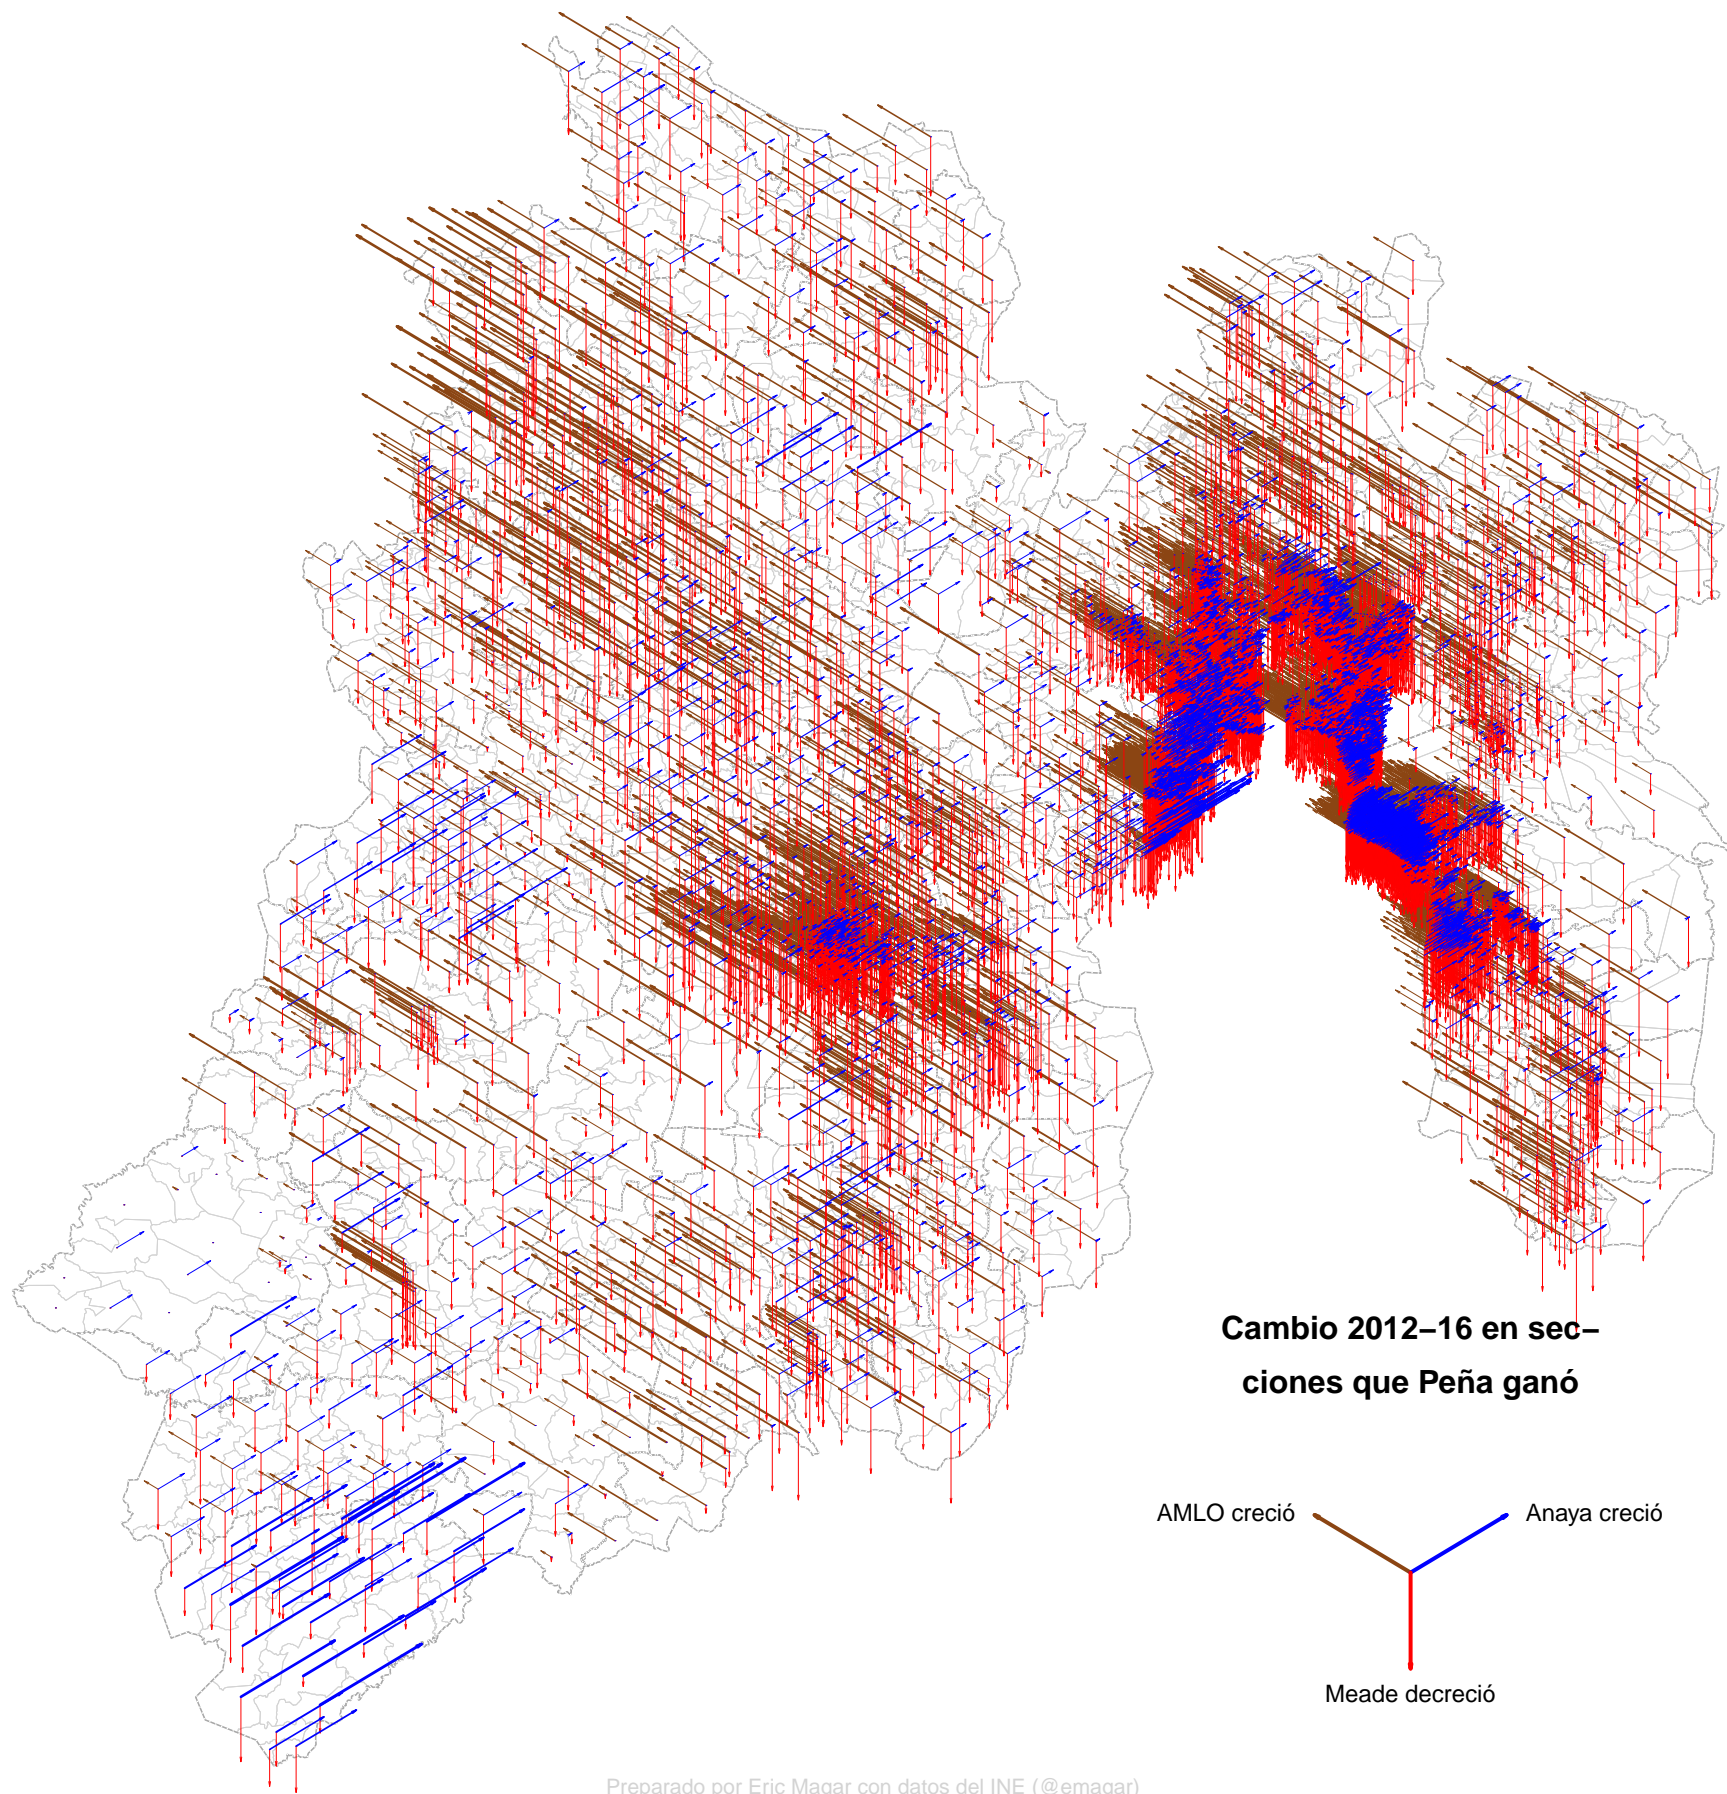 Cambio 2012–16 en sec–
ciones que Peña ganó
AMLO creció
Anaya creció
Meade decreció
Preparado por Eric Magar con datos del INE (@emagar)